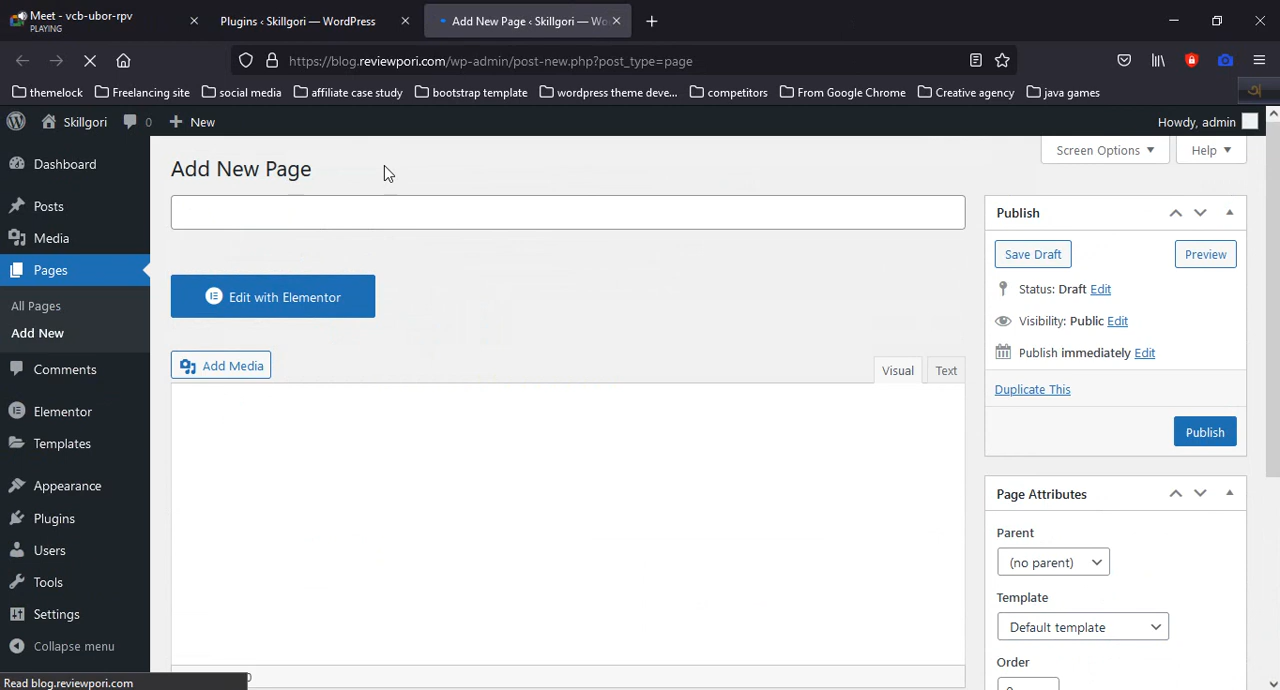 Meet - vcb-ubor-rpv
PLAYING
Plugins ‹ Skillgori — WordPress
Add New Page ‹ Skillgori — Wo
https://blog.reviewpori.com/wp-admin/post-new.php?post_type=page
themelock
Freelancing site
social media
affiliate case study
bootstrap template
wordpress theme deve...
competitors
From Google Chrome
Creative agency
java games
Skillgori
0
New
Howdy, admin
Dashboard
Posts
Media
Pages
All Pages
Add New
Comments
Elementor
Templates
Appearance
Plugins
Users
Tools
Settings
Collapse menu
Read blog.reviewpori.com
Screen Options
Help
Add New Page
Edit with Elementor
Add Media
Visual
Text
Publish
Save Draft
Preview
Status: Draft Edit
Visibility: Public Edit
Publish immediately Edit
Duplicate This
Publish
Page Attributes
Parent
(no parent)
Template
Default template
Order